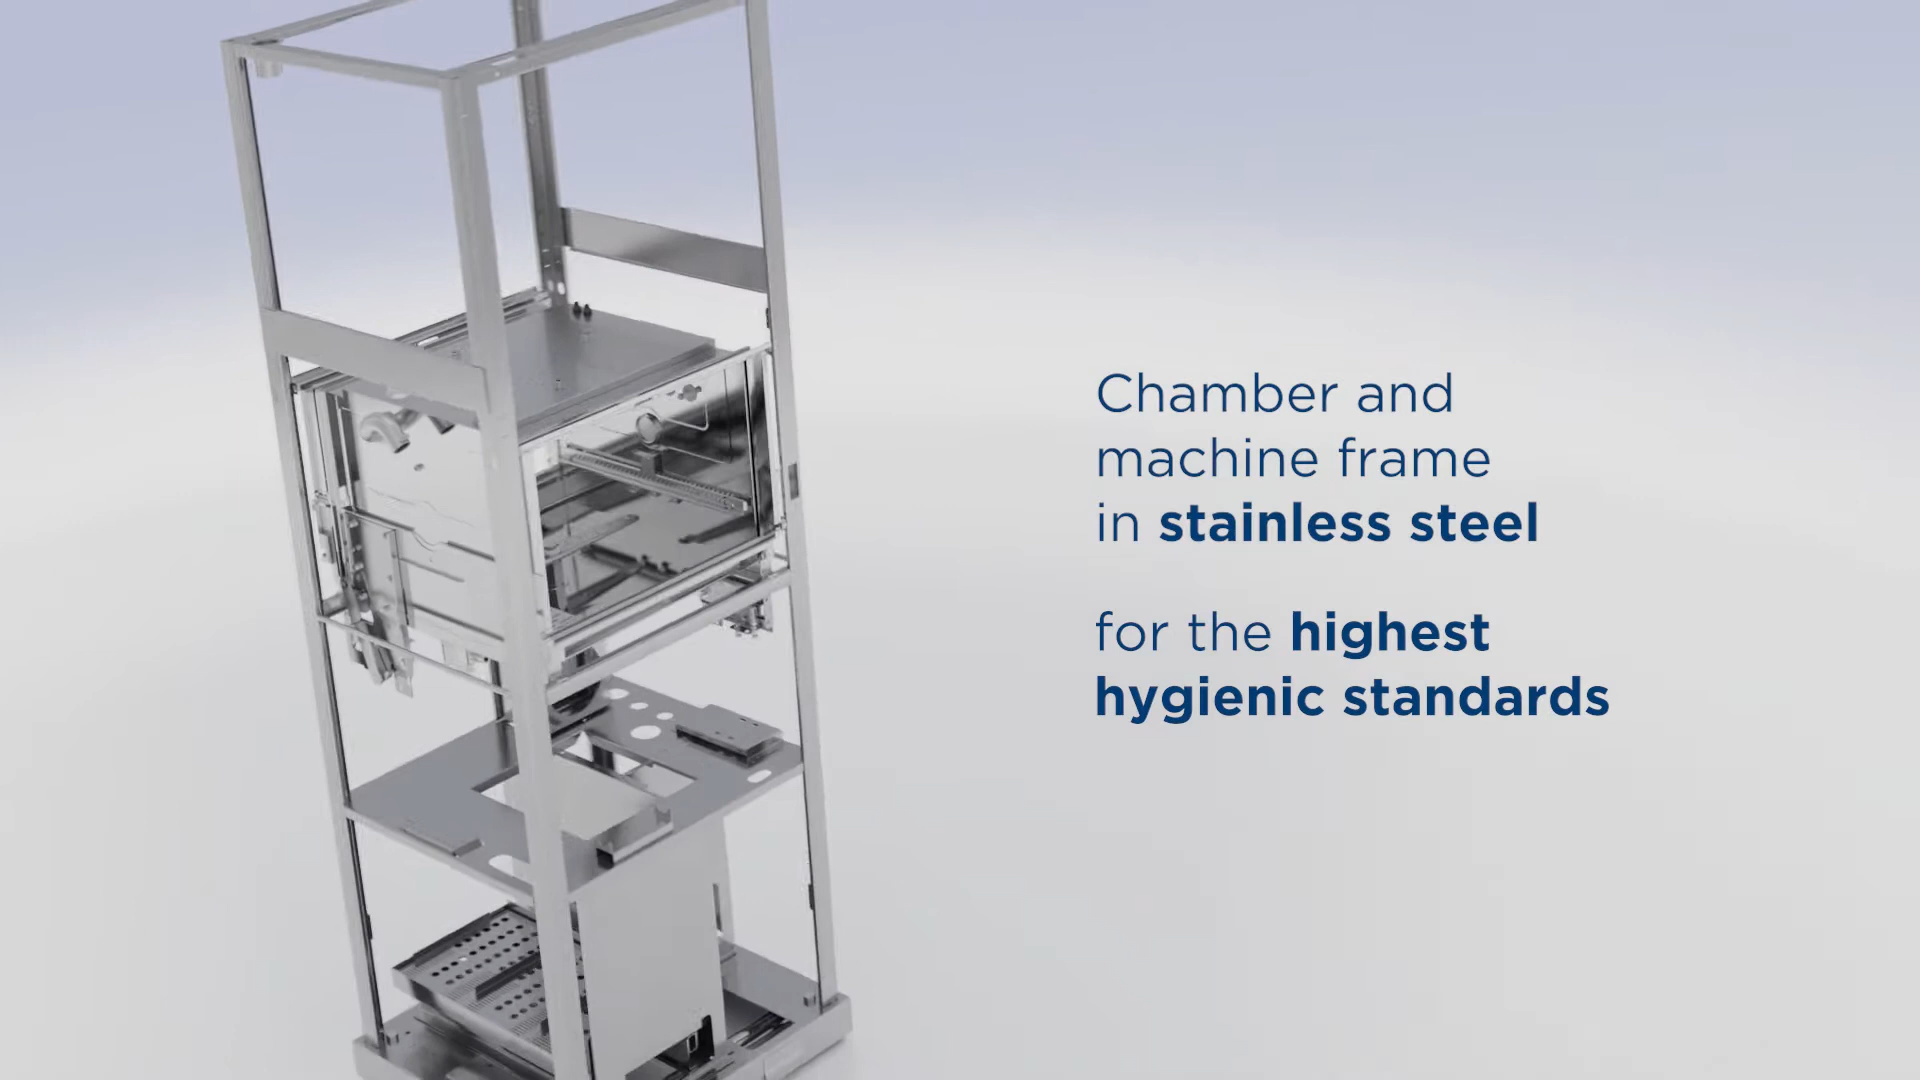 Chamber and
machine frame
in stainless steel
for the highest
hygienic standards